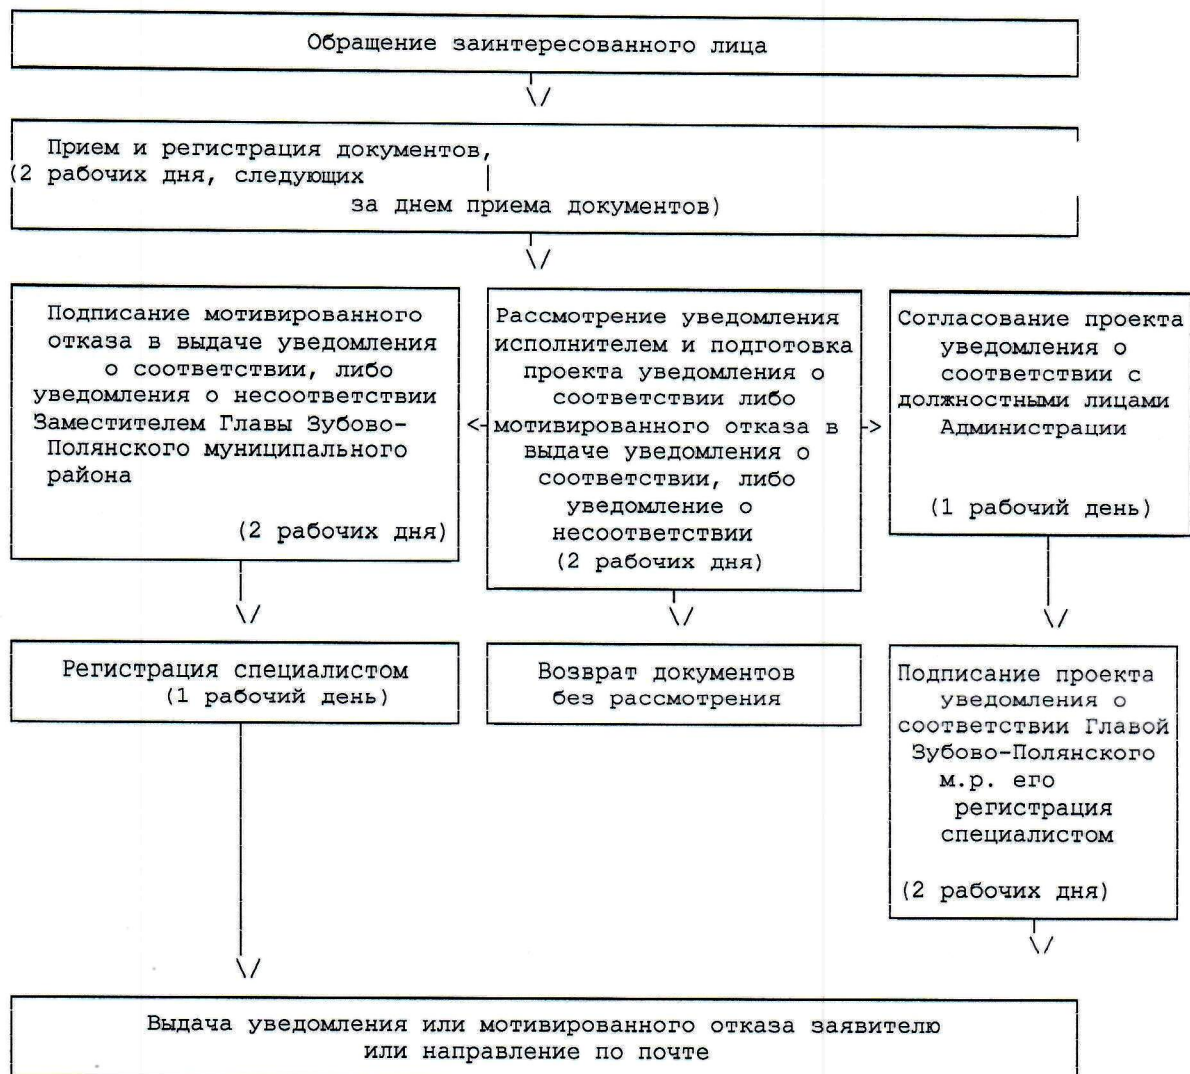 Обращение заинтересованного лица
\/
Прием и регистрация документов,
(2 рабочих дня, следующих
за днем приема документов)
\/
Подписание мотивированного
отказа в выдаче уведомления
о соответствии, либо
уведомления о несоответствии
Заместителем Главы Зубово-
Полянского муниципального
района
(2 рабочих дня)
<-
Рассмотрение уведомления
исполнителем и подготовка
проекта уведомления о
соответствии либо
мотивированного отказа в
выдаче уведомления о
соответствии, либо
уведомление о
несоответствии
(2 рабочих дня)
->
Согласование проекта
уведомления о
соответствии с
должностными лицами
Администрации
(1 рабочий день)
\/
\/
\/
Регистрация специалистом
(1 рабочий день)
Возврат документов
без рассмотрения
Подписание проекта
уведомления о
соответствии Главой
Зубово-Полянского
м.р. его
регистрация
специалистом
(2 рабочих дня)
\/
\/
Выдача уведомления или мотивированного отказа заявителю
или направление по почте